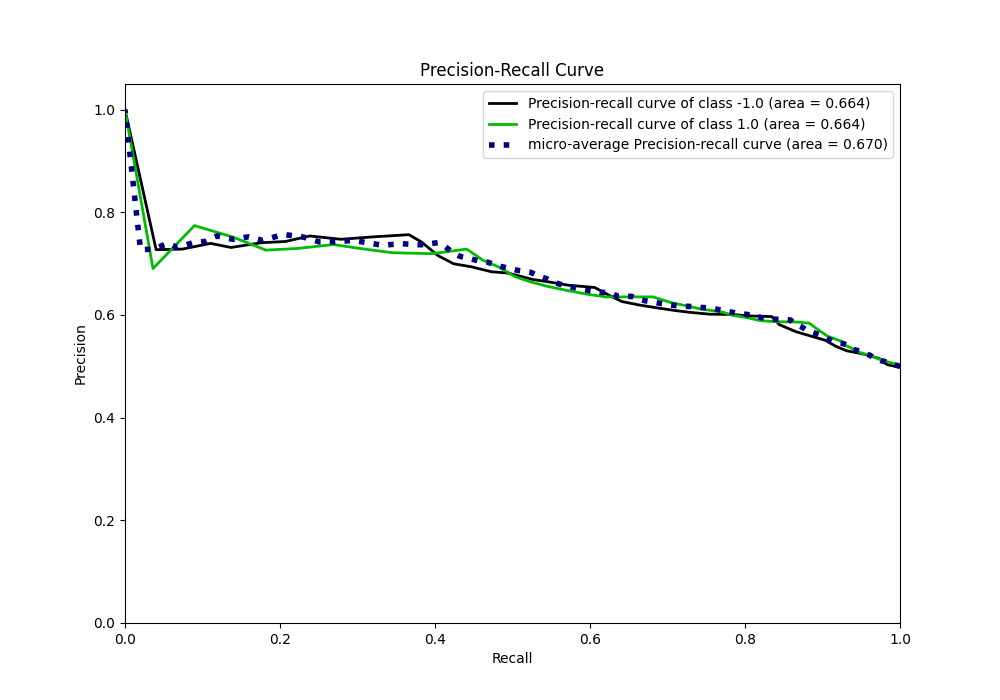 Precision-Recall Curve
Precision-recall curve of class -1.0 (area = 0.664)
Precision-recall curve of class 1.0 (area = 0.664)
micro-average Precision-recall curve (area = 0.670)
1.0
0.8
0.6
0.4
0.2
0.0
Precision
0.0 0.2 0.4 0.6 0.8 1.0
Recall